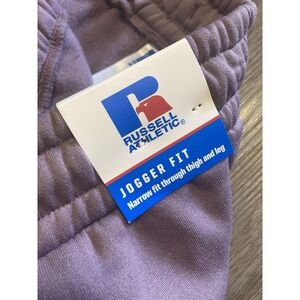 RUSSELL
ATHLETIC®
JOGGER FIT
Narrow fit through thigh and leg